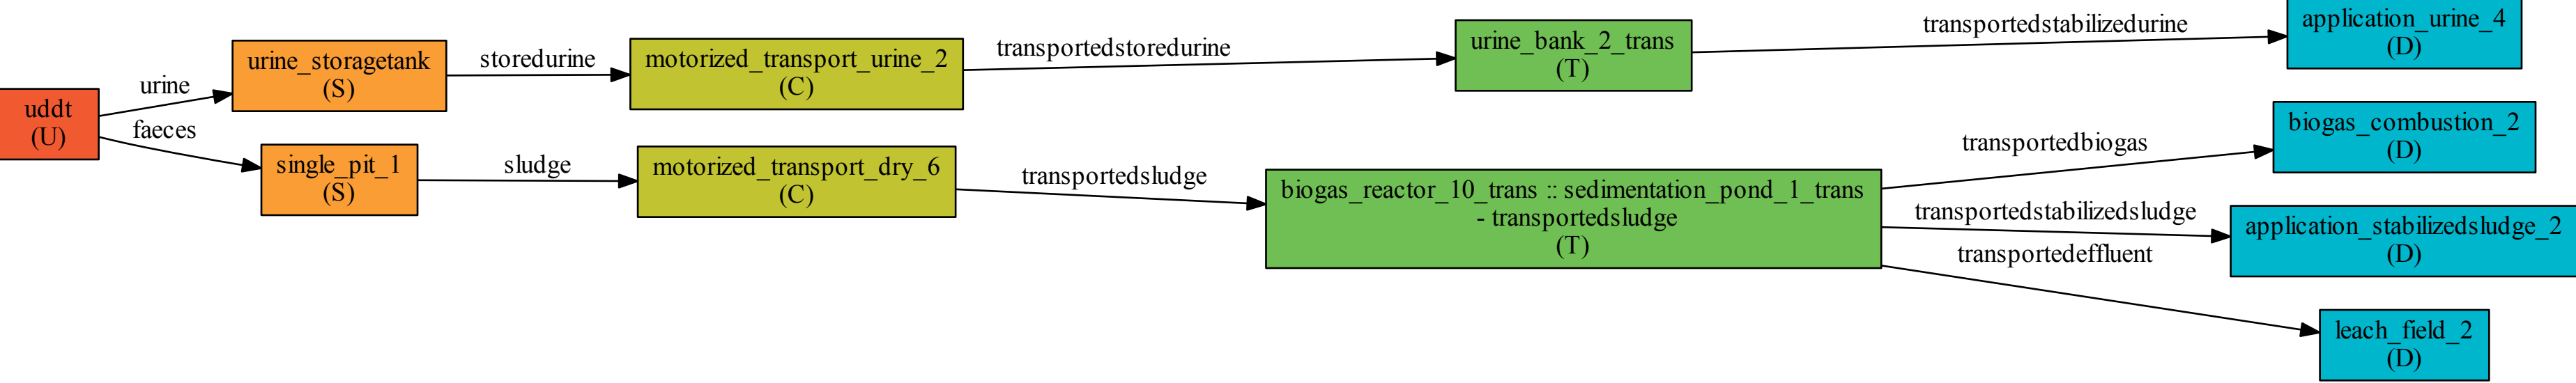 uddt
(U)
urine
faeces
urine_storagetank
(S)
single_pit_1
(S)
storedurine
sludge
motorized_transport_urine_2
(C)
motorized_transport_dry_6
(C)
transportedstoredurine
transportedsludge
urine_bank_2_trans
(T)
biogas_reactor_10_trans :: sedimentation_pond_1_trans
- transportedsludge
(T)
transportedstabilizedurine
transportedbiogas
transportedstabilizedsludge
transportedeffluent
application_urine_4
(D)
biogas_combustion_2
(D)
application_stabilizedsludge_2
(D)
leach_field_2
(D)